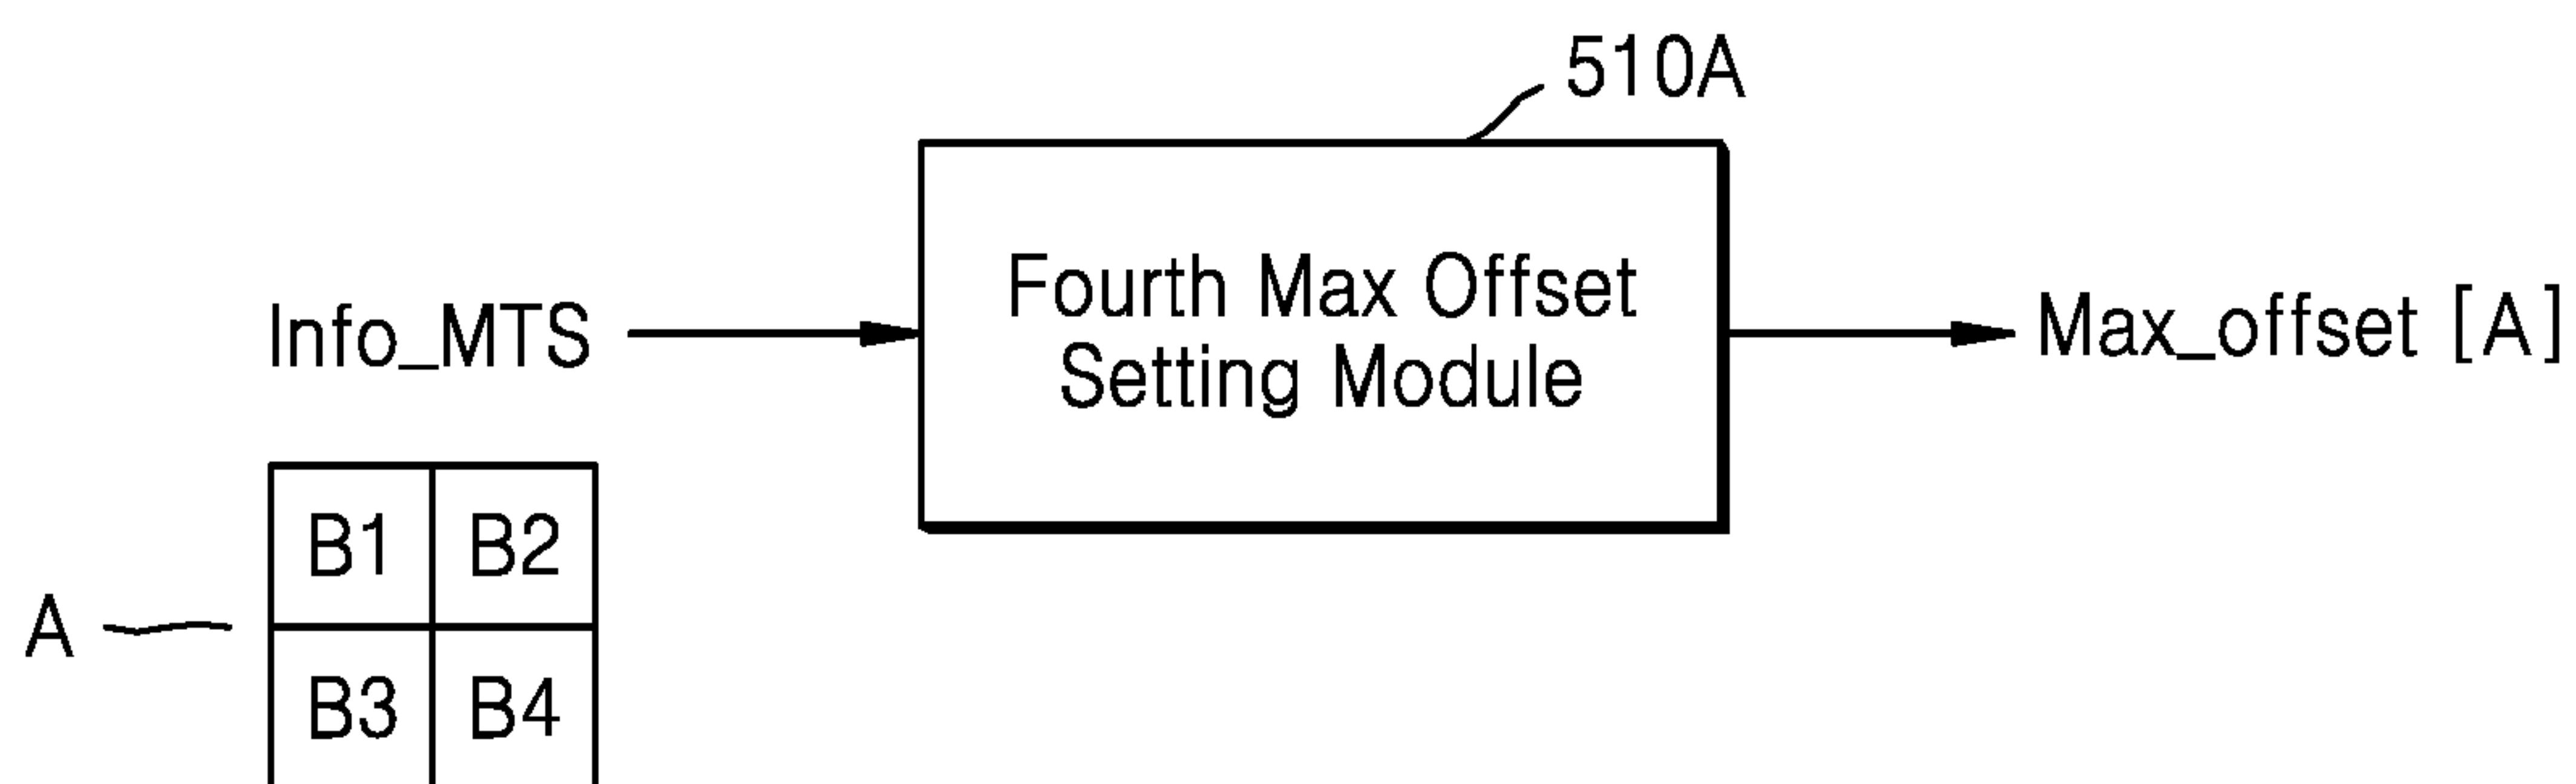 510A
Info_MTS
Fourth Max Offset
Setting Module
Max_offset [A]
A
B1 B2
B3 B4